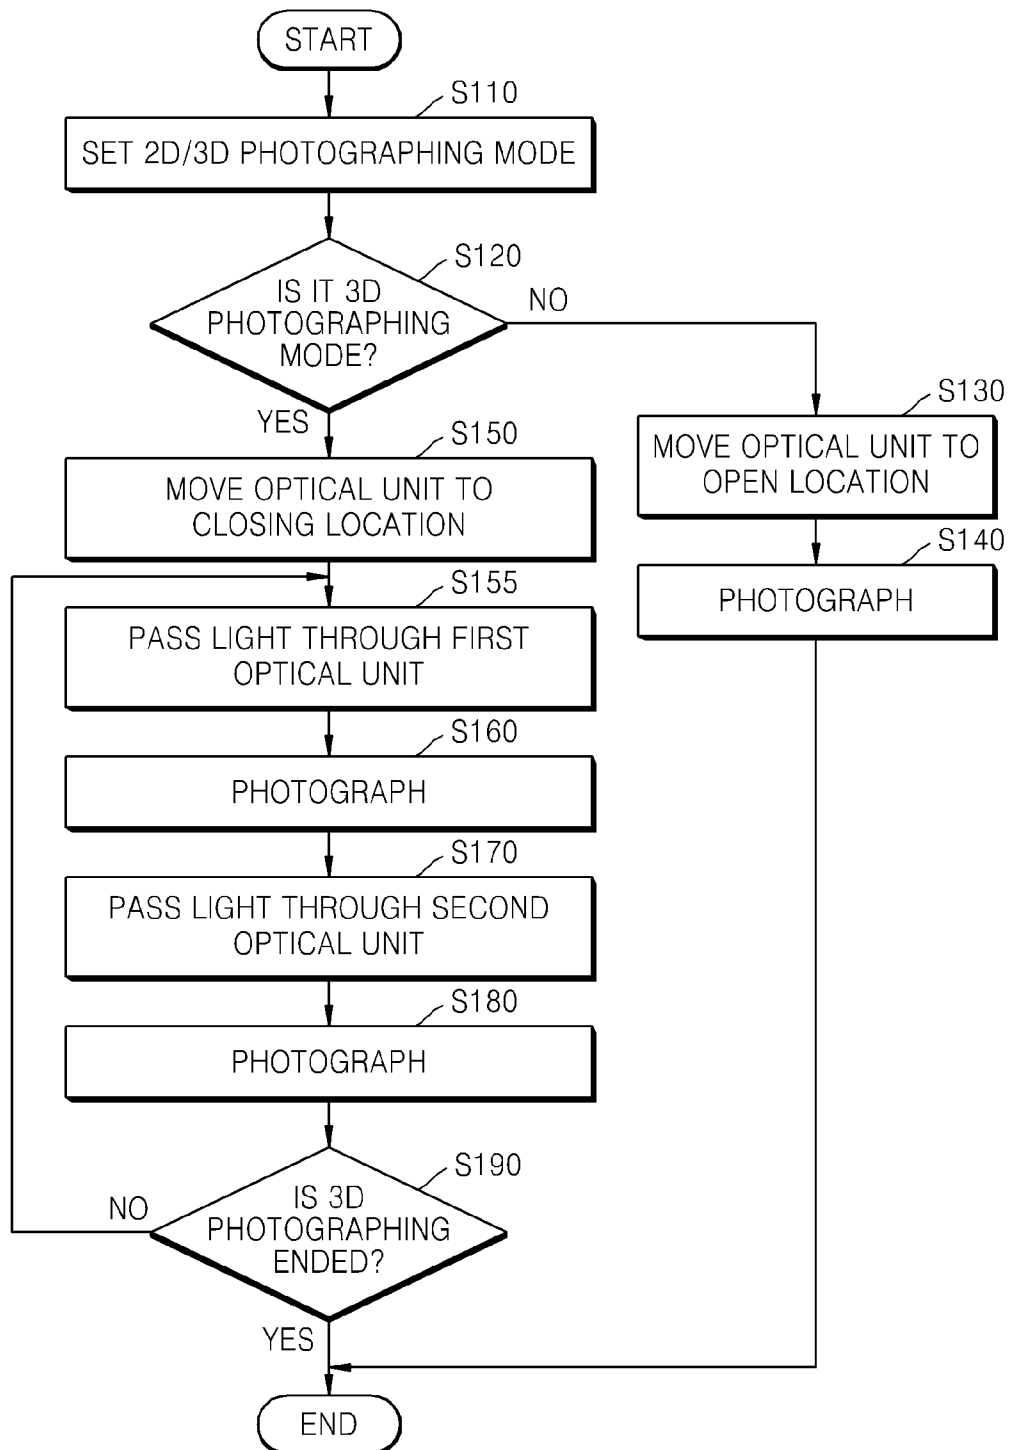 START
S110
SET 2D/3D PHOTOGRAPHING MODE
S120
IS IT 3D
PHOTOGRAPHING
MODE?
NO
YES
S130
MOVE OPTICAL UNIT TO
OPEN LOCATION
S140
PHOTOGRAPH
S150
MOVE OPTICAL UNIT TO
CLOSING LOCATION
S155
PASS LIGHT THROUGH FIRST
OPTICAL UNIT
S160
PHOTOGRAPH
S170
PASS LIGHT THROUGH SECOND
OPTICAL UNIT
S180
PHOTOGRAPH
S190
IS 3D
PHOTOGRAPHING
ENDED?
NO
YES
END